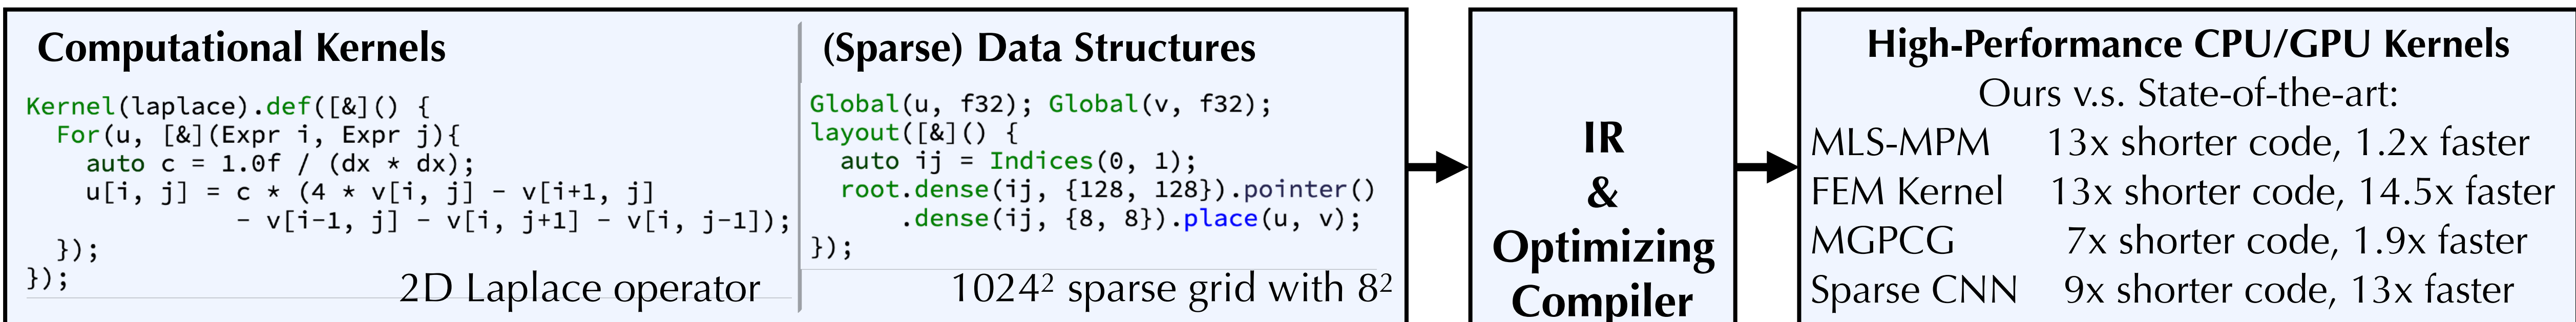 Computational Kernels
Kernel(laplace).def([&]() {
  For(u, [&](Expr i, Expr j){
    auto c = 1.0f / (dx * dx);
    u[i, j] = c * (4 * v[i, j] - v[i+1, j]
              - v[i-1, j] - v[i, j+1] - v[i, j-1]);
  });
});
2D Laplace operator
(Sparse) Data Structures
Global(u, f32); Global(v, f32);
layout([&]() {
  auto ij = Indices(0, 1);
  root.dense(ij, {128, 128}).pointer()
      .dense(ij, {8, 8}).place(u, v);
});
1024² sparse grid with 8²
IR
&
Optimizing
Compiler
High-Performance CPU/GPU Kernels
Ours v.s. State-of-the-art:
MLS-MPM 13x shorter code, 1.2x faster
FEM Kernel 13x shorter code, 14.5x faster
MGPCG 7x shorter code, 1.9x faster
Sparse CNN 9x shorter code, 13x faster